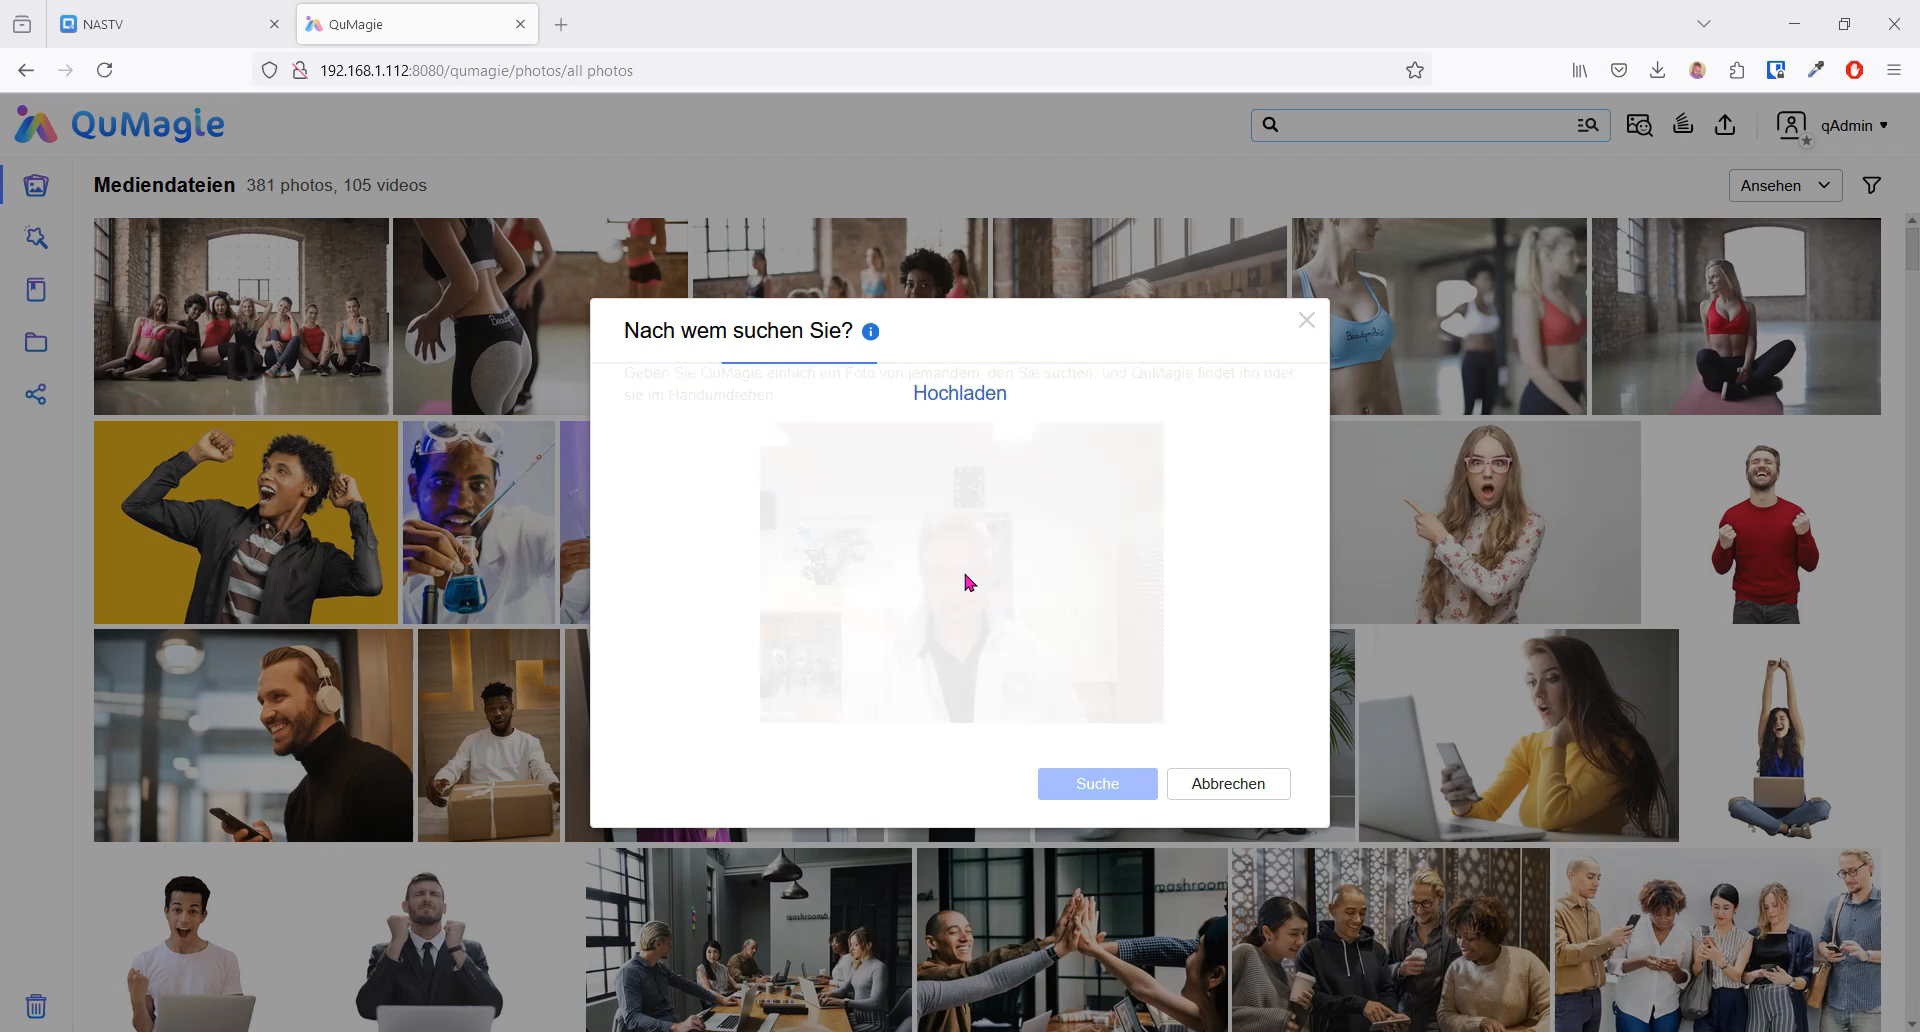 NASTV
QuMagie
192.168.1.112:8080/qumagie/photos/all photos
QuMagie
qAdmin
Mediendateien 381 photos, 105 videos
Ansehen
Nach wem suchen Sie?
Geben Sie QuMagie einfach ein Foto von jemandem, den Sie suchen, und QuMagie findet ihn oder
sie im Handumdrehen.
Hochladen
Suche
Abbrechen
mashroom